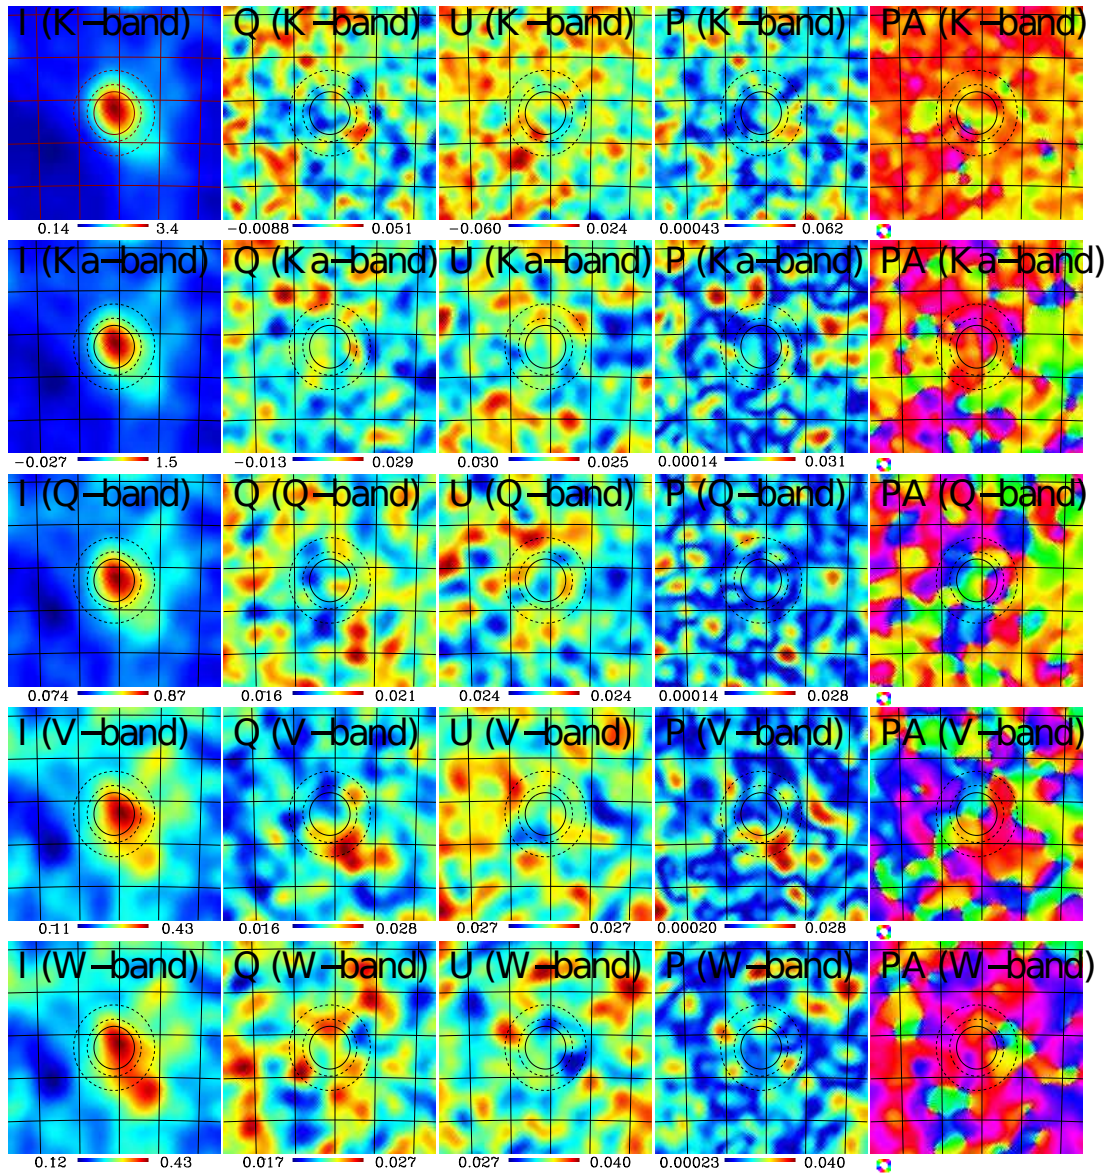 I (K-band) Q (K-band) U (K-band) P (K-band) PA (K-band)
0.14 3.4 −0.0088 0.051 −0.060 0.024 0.00043 0.062
I (Ka-band) Q (Ka-band) U (Ka-band) P (Ka-band) PA (Ka-band)
−0.027 1.5 −0.013 0.029 0.030 0.025 0.00014 0.031
I (Q-band) Q (Q-band) U (Q-band) P (Q-band) PA (Q-band)
0.074 0.87 0.016 0.021 0.024 0.024 0.00014 0.028
I (V-band) Q (V-band) U (V-band) P (V-band) PA (V-band)
0.11 0.43 0.016 0.028 0.027 0.027 0.00020 0.028
I (W-band) Q (W-band) U (W-band) P (W-band) PA (W-band)
0.12 0.43 0.017 0.027 0.027 0.040 0.00023 0.040